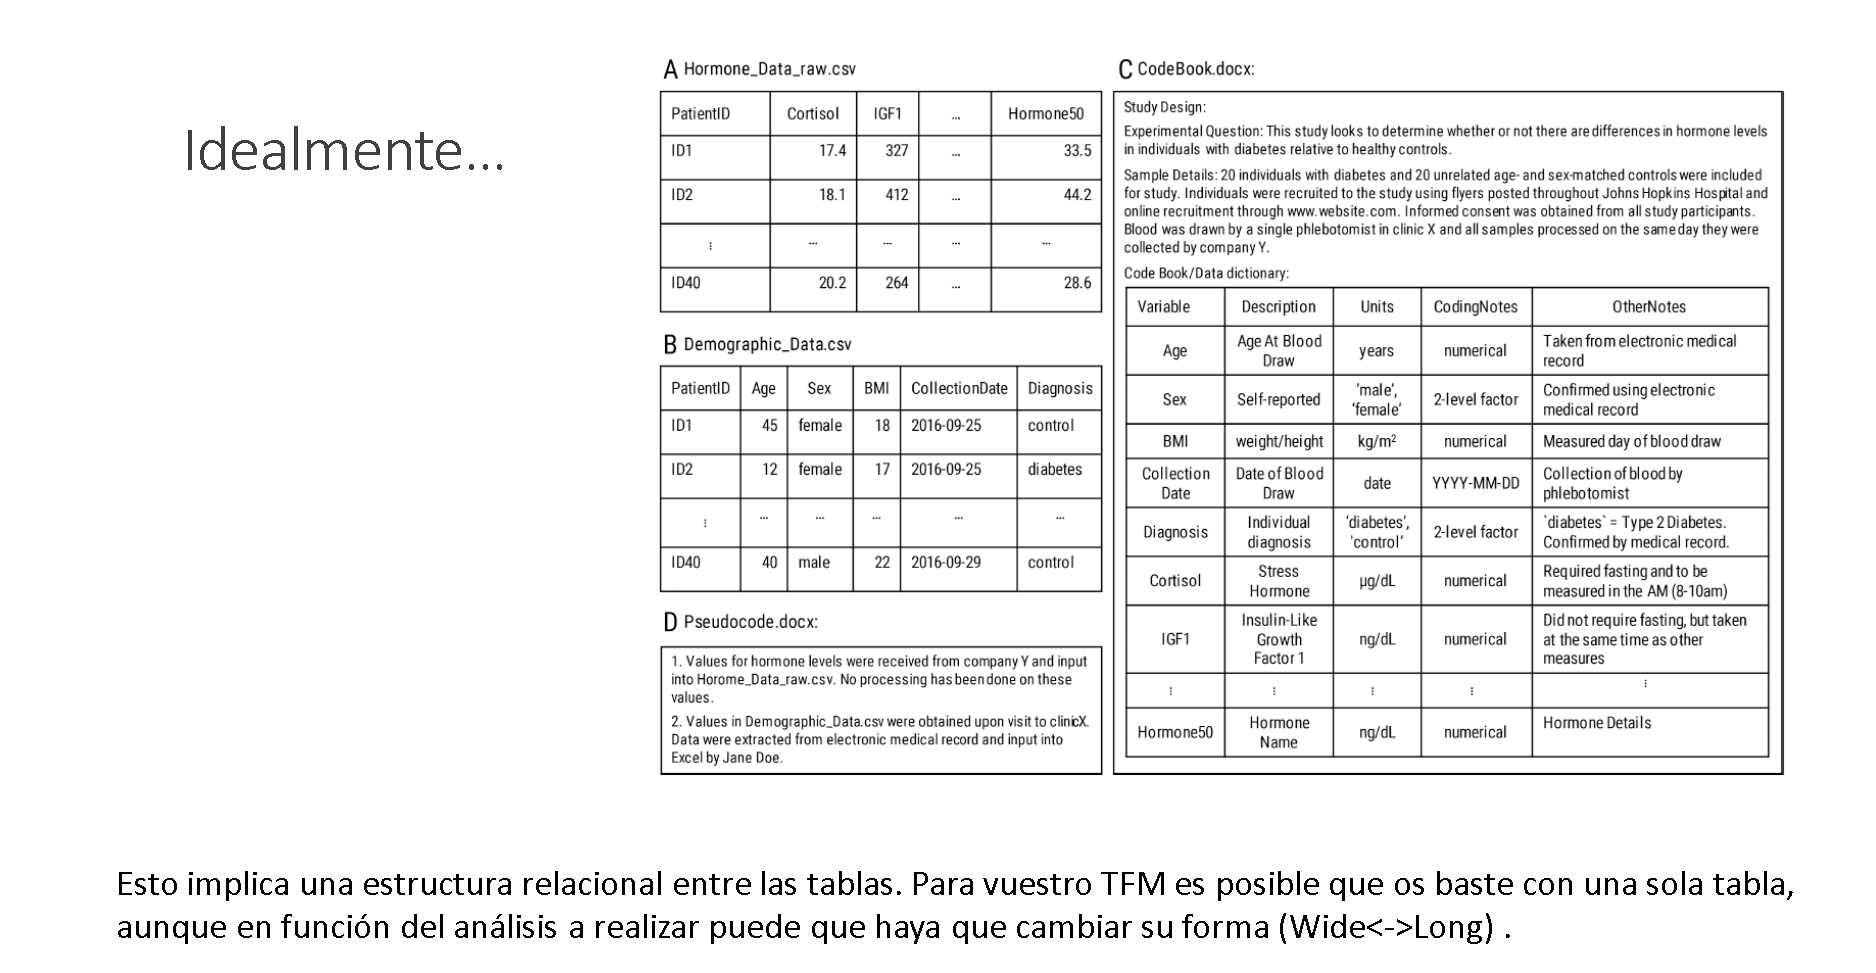 Idealmente...
A Hormone_Data_raw.csv
PatientID Cortisol IGF1 ... Hormone50
ID1 17.4 327 ... 33.5
ID2 18.1 412 ... 44.2
⋮ ... ... ... ...
ID40 20.2 264 ... 28.6
B Demographic_Data.csv
PatientID Age Sex BMI CollectionDate Diagnosis
ID1 45 female 18 2016-09-25 control
ID2 12 female 17 2016-09-25 diabetes
⋮ ... ... ... ... ...
ID40 40 male 22 2016-09-29 control
D Pseudocode.docx:
1. Values for hormone levels were received from company Y and input
into Horome_Data_raw.csv. No processing has been done on these
values.
2. Values in Demographic_Data.csv were obtained upon visit to clinicX.
Data were extracted from electronic medical record and input into
Excel by Jane Doe.
C CodeBook.docx:
Study Design:
Experimental Question: This study looks to determine whether or not there are differences in hormone levels
in individuals with diabetes relative to healthy controls.
Sample Details: 20 individuals with diabetes and 20 unrelated age- and sex-matched controls were included
for study. Individuals were recruited to the study using flyers posted throughout Johns Hopkins Hospital and
online recruitment through www.website.com. Informed consent was obtained from all study participants.
Blood was drawn by a single phlebotomist in clinic X and all samples processed on the same day they were
collected by company Y.
Code Book/Data dictionary:
Variable Description Units CodingNotes OtherNotes
Age Age At Blood Draw years numerical Taken from electronic medical record
Sex Self-reported 'male', 'female' 2-level factor Confirmed using electronic medical record
BMI weight/height kg/m² numerical Measured day of blood draw
Collection Date Date of Blood Draw date YYYY-MM-DD Collection of blood by phlebotomist
Diagnosis Individual diagnosis 'diabetes', 'control' 2-level factor `diabetes` = Type 2 Diabetes. Confirmed by medical record.
Cortisol Stress Hormone µg/dL numerical Required fasting and to be measured in the AM (8-10am)
IGF1 Insulin-Like Growth Factor 1 ng/dL numerical Did not require fasting, but taken at the same time as other measures
⋮ ⋮ ⋮ ⋮ ⋮
Hormone50 Hormone Name ng/dL numerical Hormone Details
Esto implica una estructura relacional entre las tablas. Para vuestro TFM es posible que os baste con una sola tabla,
aunque en función del análisis a realizar puede que haya que cambiar su forma (Wide<->Long) .